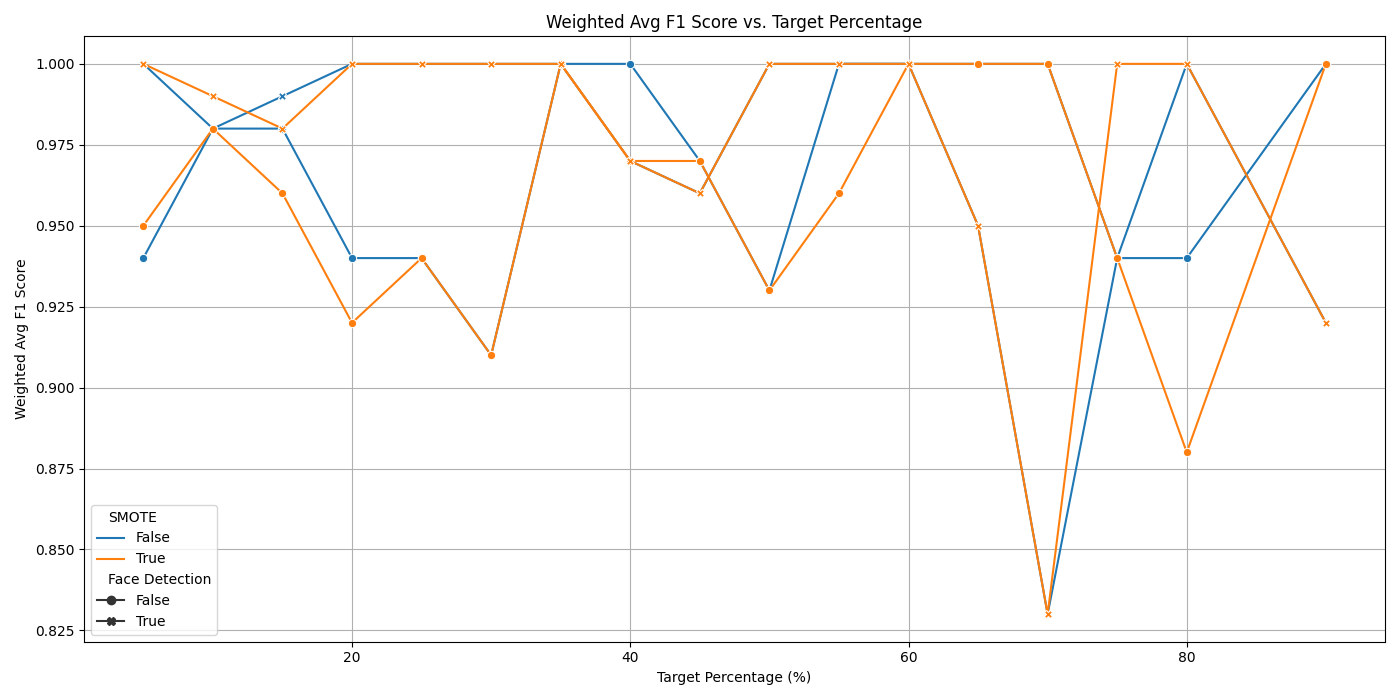 Weighted Avg F1 Score vs. Target Percentage
1.000
0.975
0.950
0.925
0.900
0.875
0.850
0.825
Weighted Avg F1 Score
SMOTE
False
True
Face Detection
False
True
20
40
60
80
Target Percentage (%)